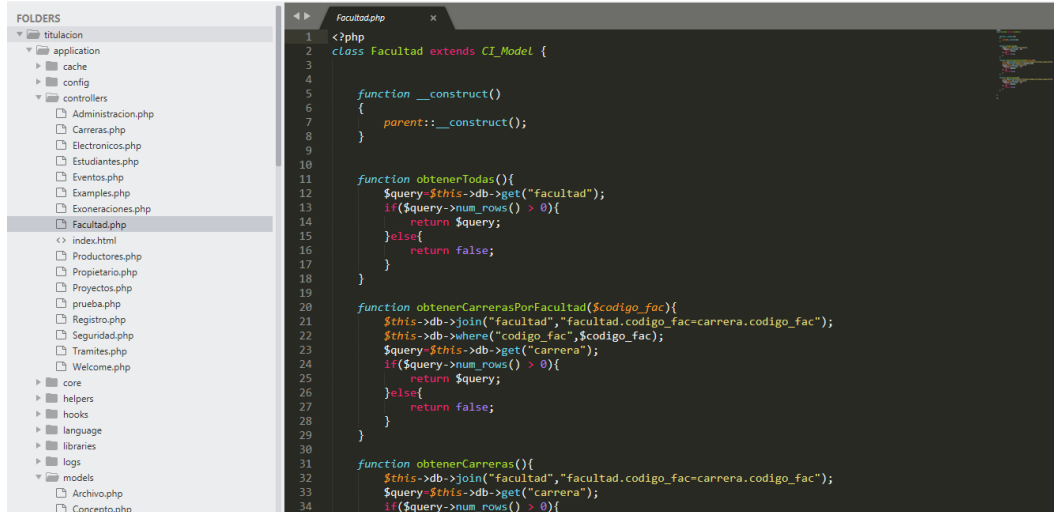 FOLDERS
titulacion
application
cache
config
controllers
Administracion.php
Carreras.php
Electronicos.php
Estudiantes.php
Eventos.php
Examples.php
Exoneraciones.php
Facultad.php
<> index.html
Productores.php
Propietario.php
Proyectos.php
prueba.php
Registro.php
Seguridad.php
Tramites.php
Welcome.php
core
helpers
hooks
language
libraries
logs
models
Archivo.php
Concepto.php
Facultad.php ×
1 <?php
2 class Facultad extends CI_Model {
3
4
5 function __construct()
6 {
7 parent::__construct();
8 }
9
10
11 function obtenerTodas(){
12 $query=$this->db->get("facultad");
13 if($query->num_rows() > 0){
14 return $query;
15 }else{
16 return false;
17 }
18 }
19
20 function obtenerCarrerasPorFacultad($codigo_fac){
21 $this->db->join("facultad","facultad.codigo_fac=carrera.codigo_fac");
22 $this->db->where("codigo_fac",$codigo_fac);
23 $query=$this->db->get("carrera");
24 if($query->num_rows() > 0){
25 return $query;
26 }else{
27 return false;
28 }
29 }
30
31 function obtenerCarreras(){
32 $this->db->join("facultad","facultad.codigo_fac=carrera.codigo_fac");
33 $query=$this->db->get("carrera");
34 if($query->num_rows() > 0){